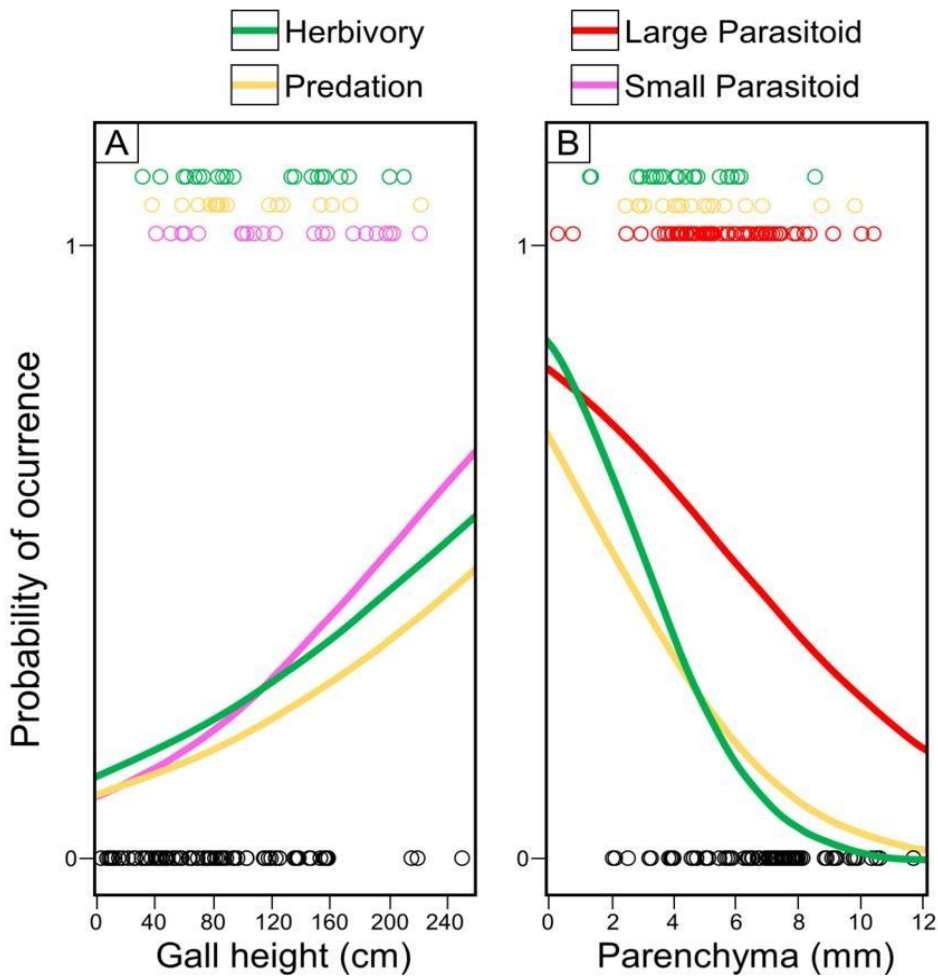 Herbivory
Large Parasitoid
Predation
Small Parasitoid
A
B
1
1
Probability of ocurrence
0
0
0 40 80 120 160 200 240
0 2 4 6 8 10 12
Gall height (cm)
Parenchyma (mm)